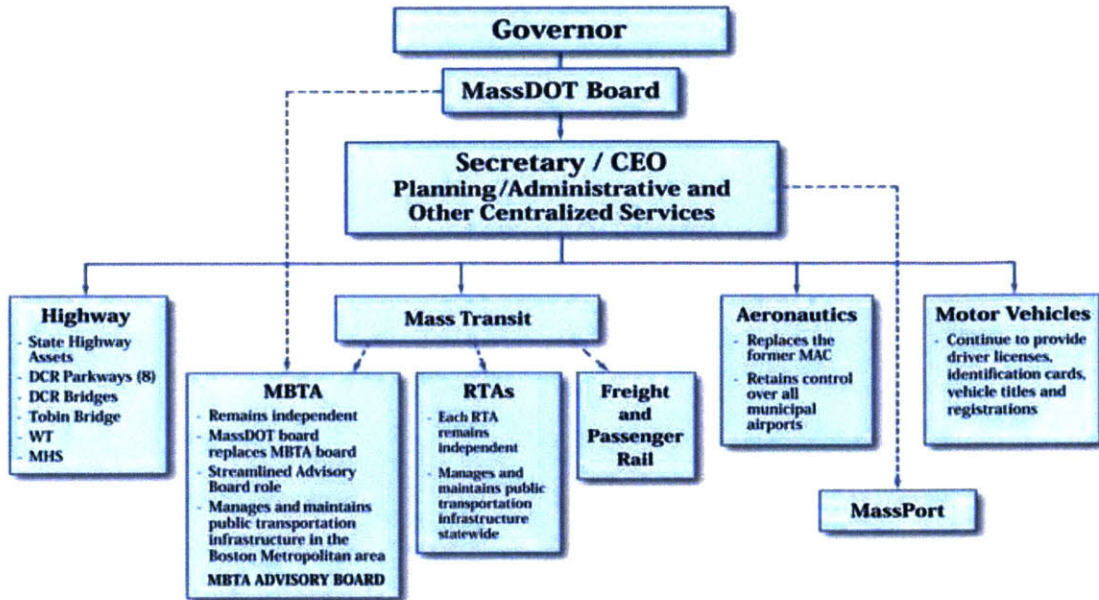 Governor
MassDOT Board
Secretary / CEO
Planning/Administrative and
Other Centralized Services
Highway
- State Highway
Assets
- DCR Parkways (8)
- DCR Bridges
- Tobin Bridge
- WT
- MHS
Mass Transit
MBTA
- Remains independent
- MassDOT board
replaces MBTA board
- Streamlined Advisory
Board role
- Manages and maintains
public transportation
infrastructure in the
Boston Metropolitan area
MBTA ADVISORY BOARD
RTAs
- Each RTA
remains
independent
- Manages and
maintains public
transportation
infrastructure
statewide
Freight
and
Passenger
Rail
Aeronautics
- Replaces the
former MAC
- Retains control
over all
municipal
airports
Motor Vehicles
- Continue to provide
driver licenses,
identification cards,
vehicle titles and
registrations
MassPort